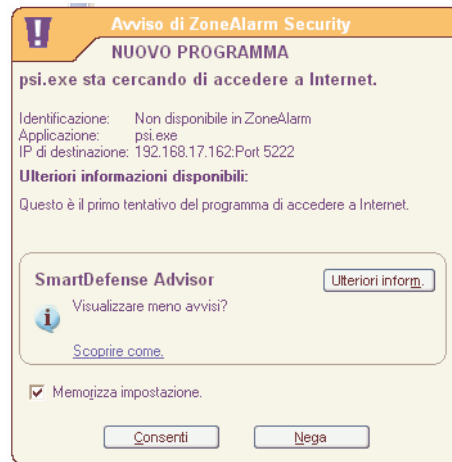 Avviso di ZoneAlarm Security
NUOVO PROGRAMMA
psi.exe sta cercando di accedere a Internet.
Identificazione: Non disponibile in ZoneAlarm
Applicazione: psi.exe
IP di destinazione: 192.168.17.162:Port 5222
Ulteriori informazioni disponibili:
Questo è il primo tentativo del programma di accedere a Internet.
SmartDefense Advisor
Ulteriori inform.
Visualizzare meno avvisi?
Scoprire come.
Memorizza impostazione.
Consenti Nega